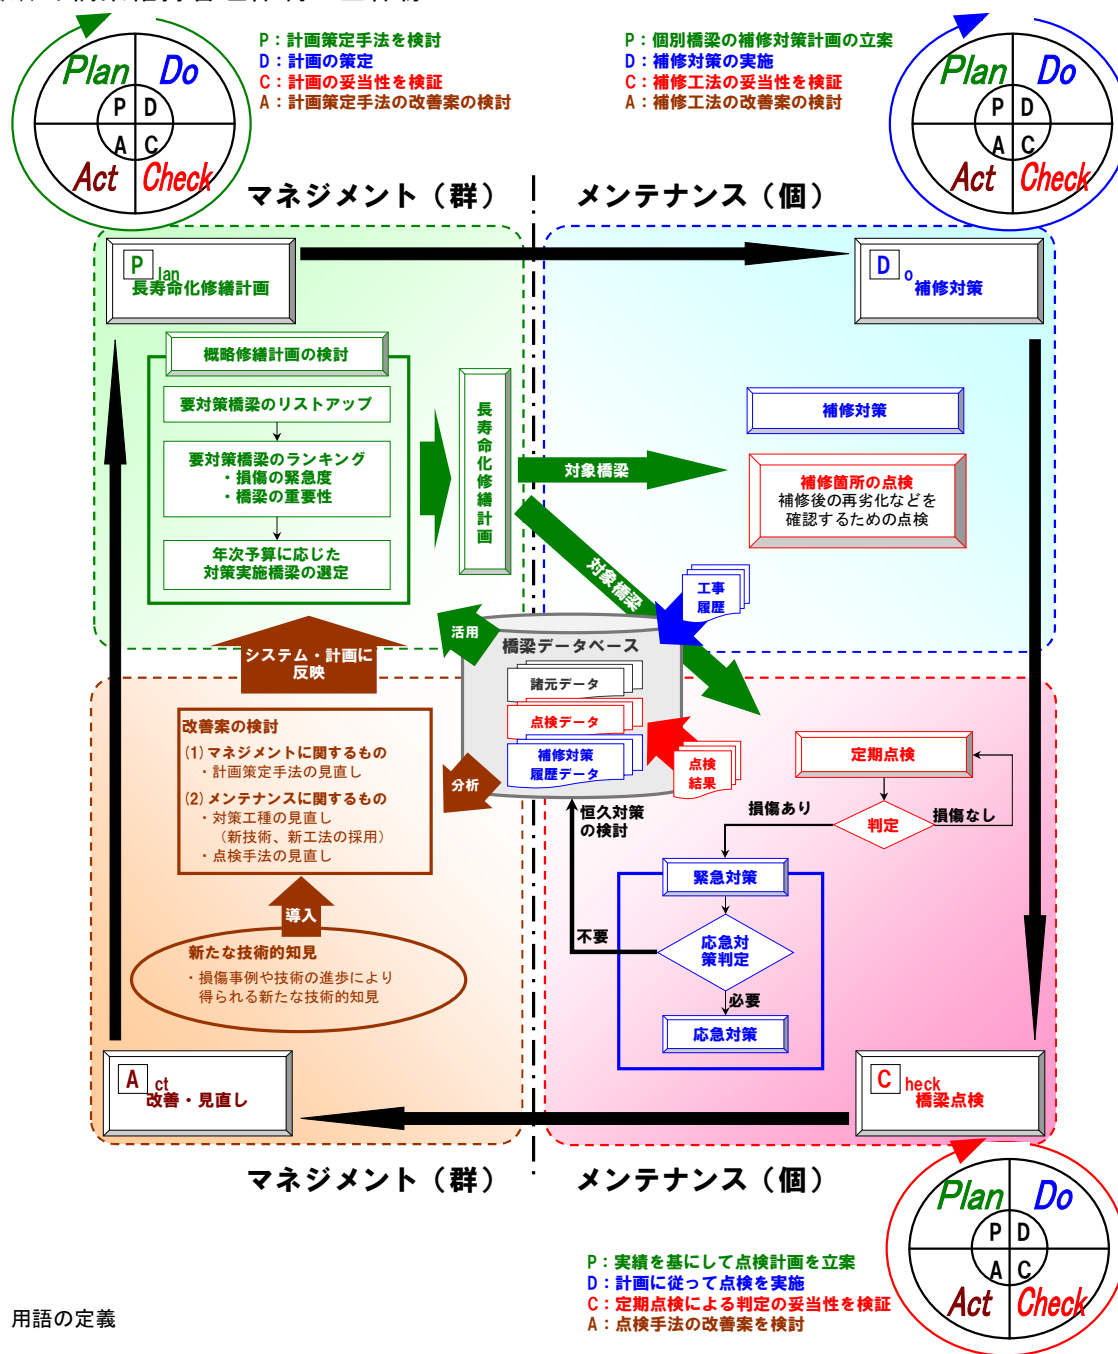 Plan
Do
P
D
A
C
Act
Check
P：計画策定手法を検討
D：計画の策定
C：計画の妥当性を検証
A：計画策定手法の改善案の検討
P：個別橋梁の補修対策計画の立案
D：補修対策の実施
C：補修工法の妥当性を検証
A：補修工法の改善案の検討
Plan
Do
P
D
A
C
Act
Check
マネジメント（群）
メンテナンス（個）
Plan
長寿命化修繕計画
Do
補修対策
概略修繕計画の検討
要対策橋梁のリストアップ
要対策橋梁のランキング
・損傷の緊急度
・橋梁の重要性
年次予算に応じた
対策実施橋梁の選定
長寿命化修繕計画
対象橋梁
対象橋梁
補修対策
補修箇所の点検
補修後の再劣化などを
確認するための点検
工事
履歴
活用
橋梁データベース
諸元データ
点検データ
補修対策
履歴データ
システム・計画に
反映
分析
点検
結果
改善案の検討
(1)マネジメントに関するもの
・計画策定手法の見直し
(2)メンテナンスに関するもの
・対策工種の見直し
（新技術、新工法の採用）
・点検手法の見直し
導入
新たな技術的知見
・損傷事例や技術の進歩により
得られる新たな技術的知見
定期点検
判定
損傷あり
損傷なし
恒久対策
の検討
緊急対策
応急対
策判定
不要
必要
応急対策
Act
改善・見直し
Check
橋梁点検
マネジメント（群）
メンテナンス（個）
P：実績を基にして点検計画を立案
D：計画に従って点検を実施
C：定期点検による判定の妥当性を検証
A：点検手法の改善案を検討
Plan
Do
P
D
A
C
Act
Check
用語の定義